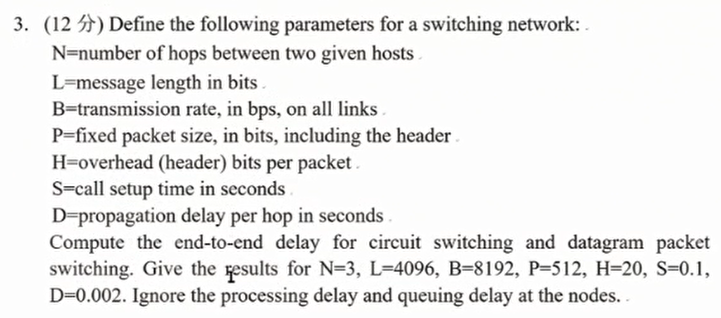 3. (12 分) Define the following parameters for a switching network:
N=number of hops between two given hosts
L=message length in bits
B=transmission rate, in bps, on all links
P=fixed packet size, in bits, including the header
H=overhead (header) bits per packet
S=call setup time in seconds
D=propagation delay per hop in seconds
Compute the end-to-end delay for circuit switching and datagram packet
switching. Give the results for N=3, L=4096, B=8192, P=512, H=20, S=0.1,
D=0.002. Ignore the processing delay and queuing delay at the nodes.